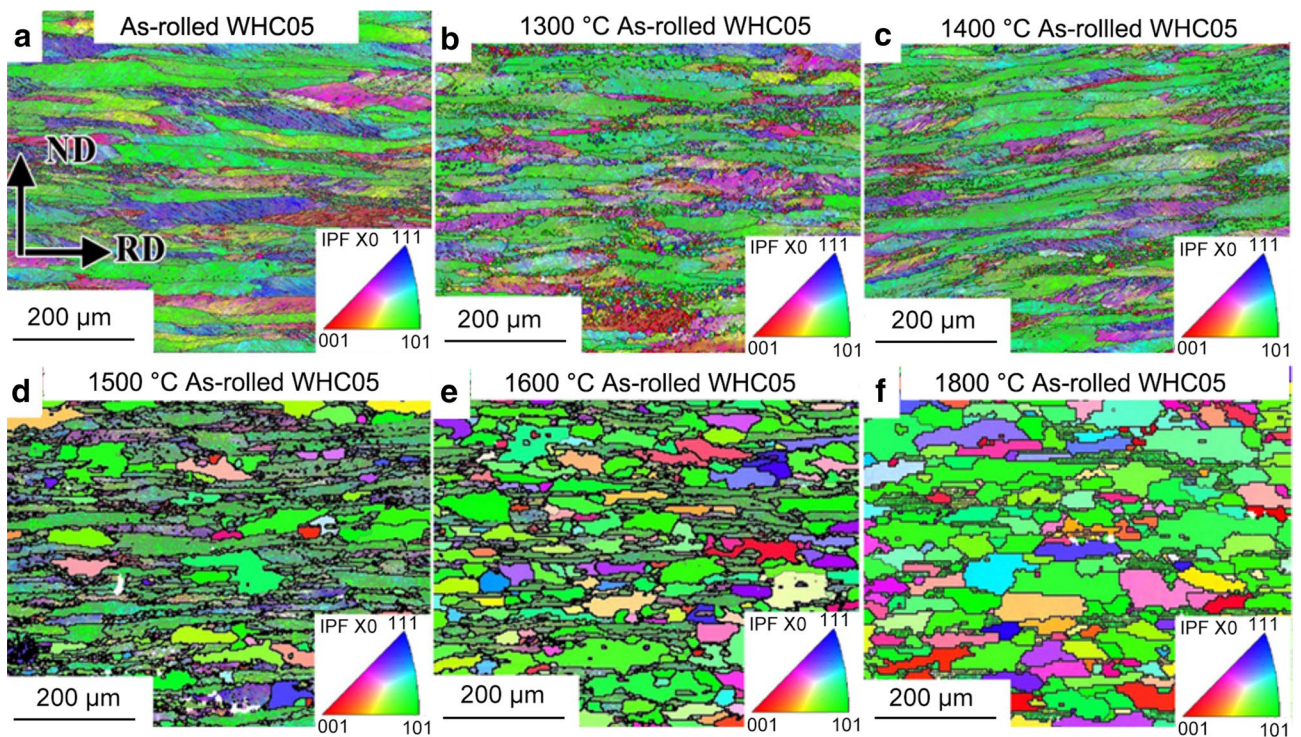 a As-rolled WHC05
b 1300 °C As-rolled WHC05
c 1400 °C As-rollled WHC05
ND
RD
IPF X0 111
001 101
200 µm
IPF X0 111
001 101
200 µm
IPF X0 111
001 101
200 µm
d 1500 °C As-rolled WHC05
e 1600 °C As-rolled WHC05
f 1800 °C As-rolled WHC05
IPF X0 111
001 101
200 µm
IPF X0 111
001 101
200 µm
IPF X0 111
001 101
200 µm